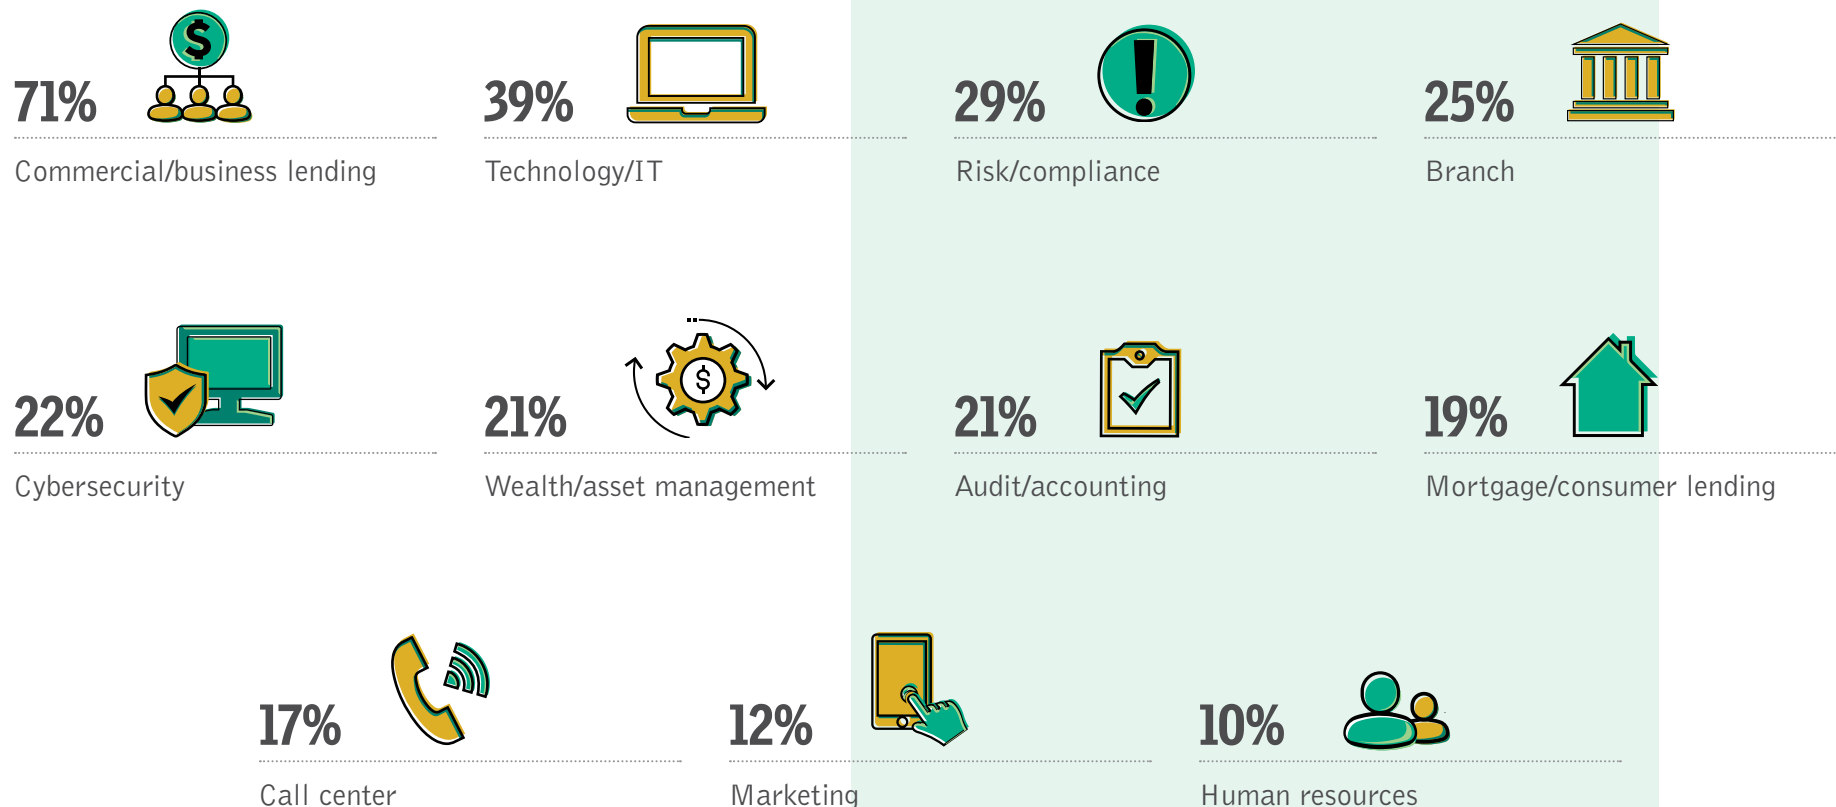 71%
39%
29%
25%
Commercial/business lending
Technology/IT
Risk/compliance
Branch
22%
21%
21%
19%
Cybersecurity
Wealth/asset management
Audit/accounting
Mortgage/consumer lending
17%
12%
10%
Call center
Marketing
Human resources